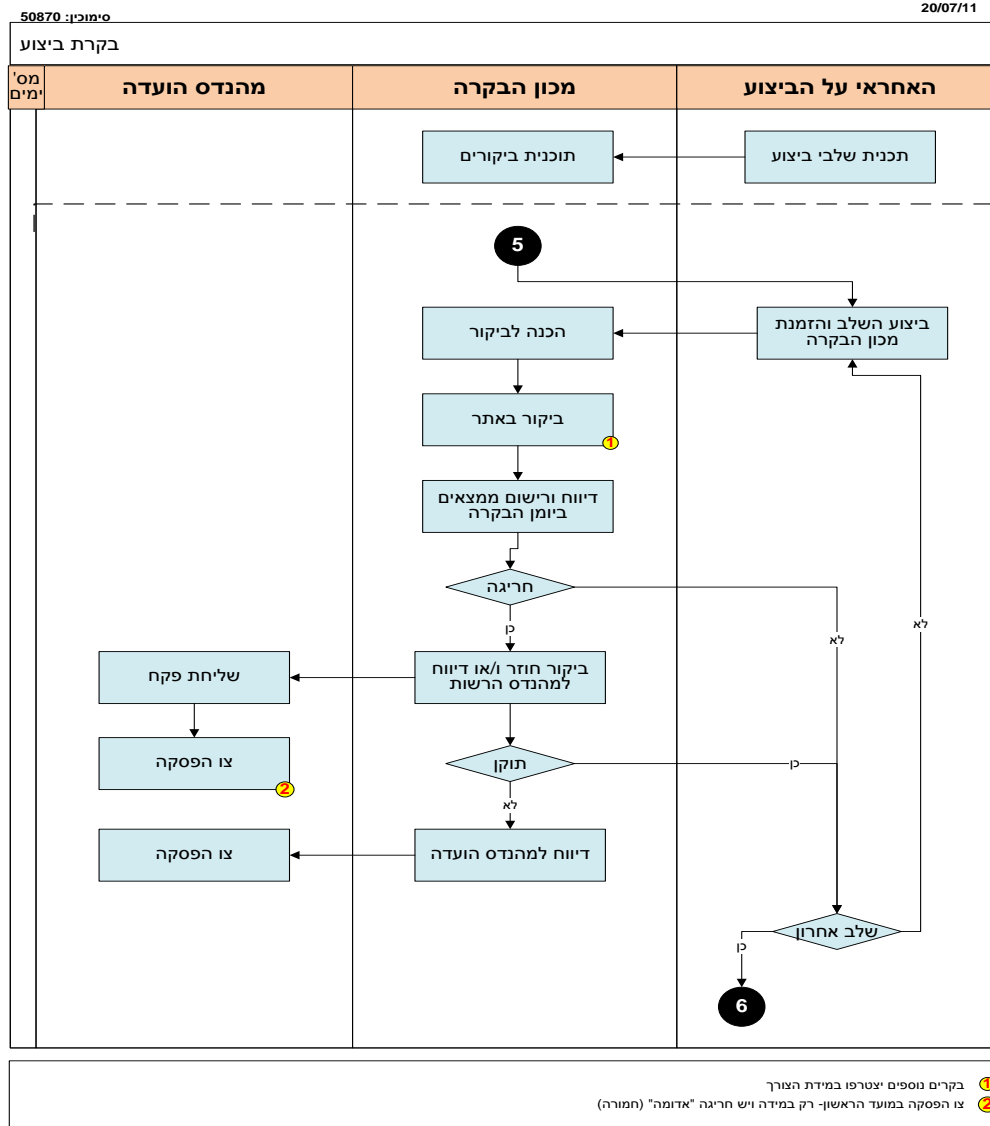 20/07/11
סימוכין: 50870
בקרת ביצוע
האחראי על הביצוע
מכון הבקרה
מהנדס הועדה
מס'
ימים
תכנית שלבי ביצוע
תוכנית ביקורים
5
ביצוע השלב והזמנת
מכון הבקרה
הכנה לביקור
ביקור באתר
1
דיווח ורישום ממצאים
ביומן הבקרה
חריגה
לא
לא
כן
ביקור חוזר ו/או דיווח
למהנדס הרשות
שליחת פקח
צו הפסקה
2
תוקן
כן
לא
דיווח למהנדס הועדה
צו הפסקה
שלב אחרון
כן
6
1 בקרים נוספים יצטרפו במידת הצורך
2 צו הפסקה במועד הראשון- רק במידה ויש חריגה "אדומה" (חמורה)